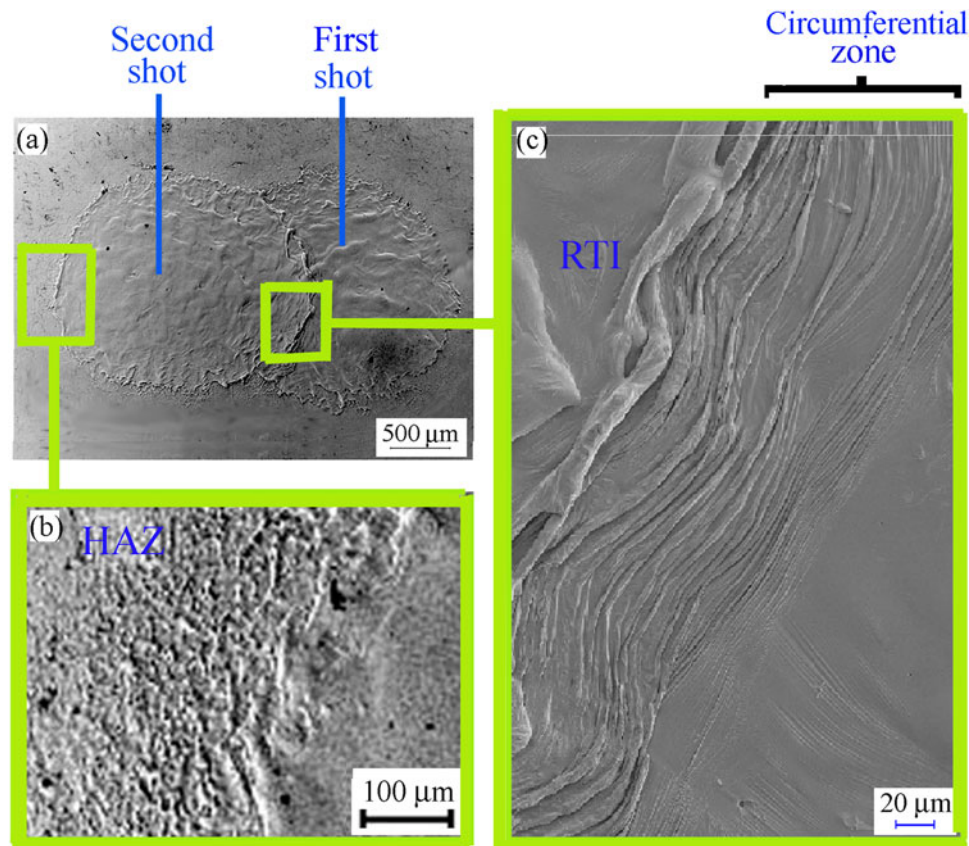 Second
shot
First
shot
Circumferential
zone
(a)
500 µm
(b)
HAZ
100 µm
(c)
RTI
20 µm